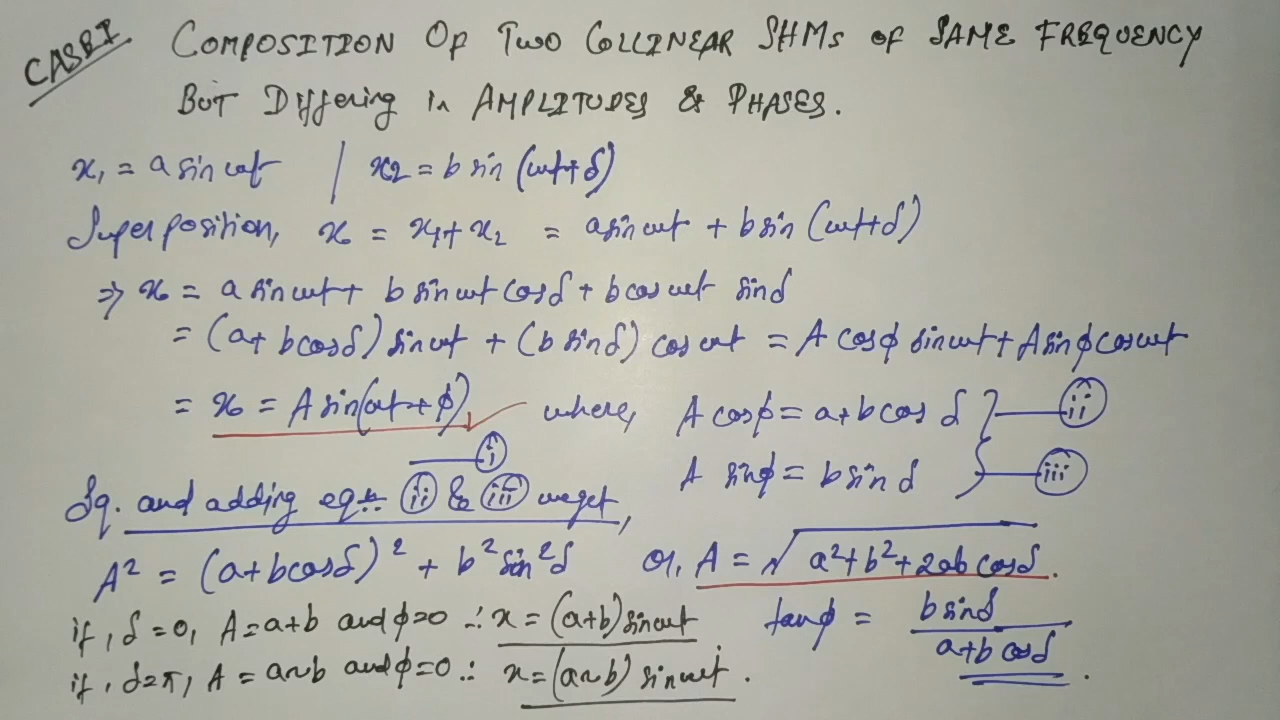 CASE I COMPOSITION OF TWO COLLINEAR SHMs OF SAME FREQUENCY
BUT Differing in AMPLITUDES & PHASES.
x₁ = a sin ωt | x₂ = b sin (ωt+δ)
Superposition, x = x₁+x₂ = a sin ωt + b sin (ωt+δ)
⇒ x = a sin ωt + b sin ωt cos δ + b cos ωt sin δ
= (a+b cos δ) sin ωt + (b sin δ) cos ωt = A cos ϕ sin ωt + A sin ϕ cos ωt
= x = A sin(ωt+ϕ) where, A cos ϕ = a+b cos δ } — (ii)
— (i)
A sin ϕ = b sin δ } — (iii)
Sq. and adding eqn. (ii) & (iii) we get,
A² = (a+b cos δ)² + b² sin²δ or, A = √(a²+b²+2ab cos δ).
if, δ=0, A=a+b and ϕ=0 ∴ x = (a+b) sin ωt tan ϕ = b sin δ / (a+b cos δ).
if, δ=π, A = a~b and ϕ=0 ∴ x = (a~b) sin ωt.